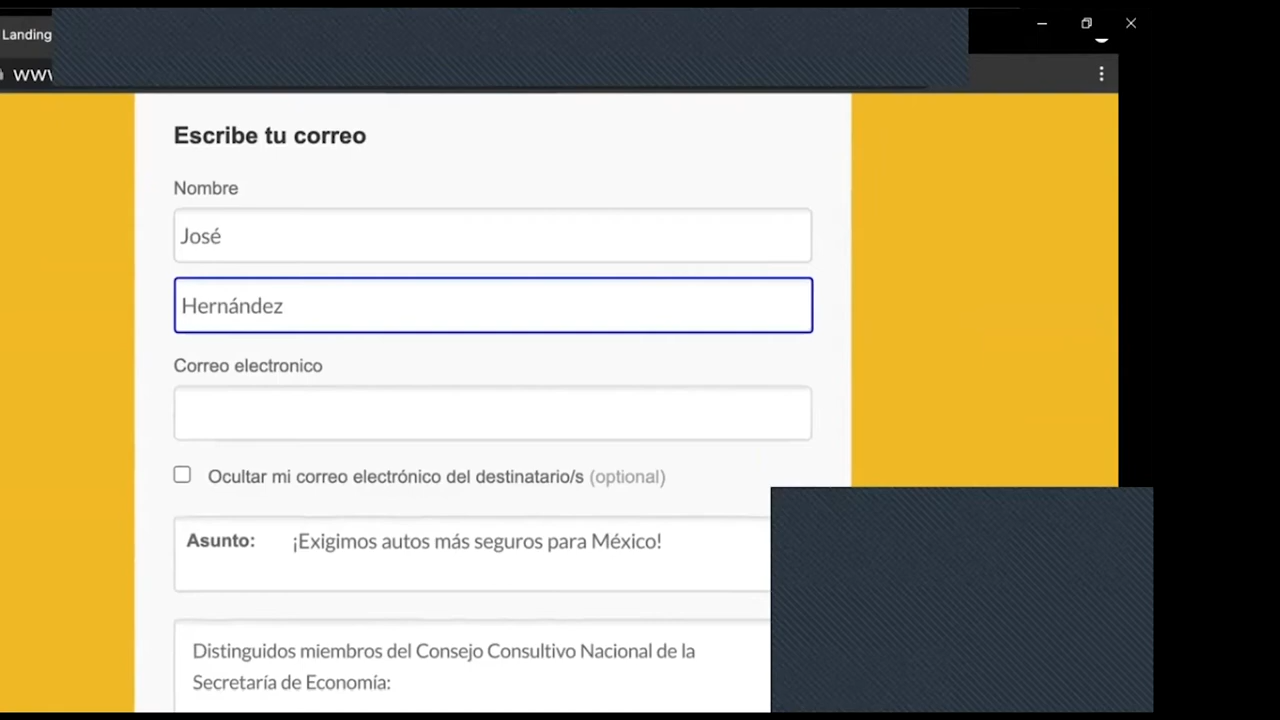 Landing
ww
Escribe tu correo
Nombre
José
Hernández
Correo electronico
Ocultar mi correo electrónico del destinatario/s (optional)
Asunto: ¡Exigimos autos más seguros para México!
Distinguidos miembros del Consejo Consultivo Nacional de la
Secretaría de Economía: